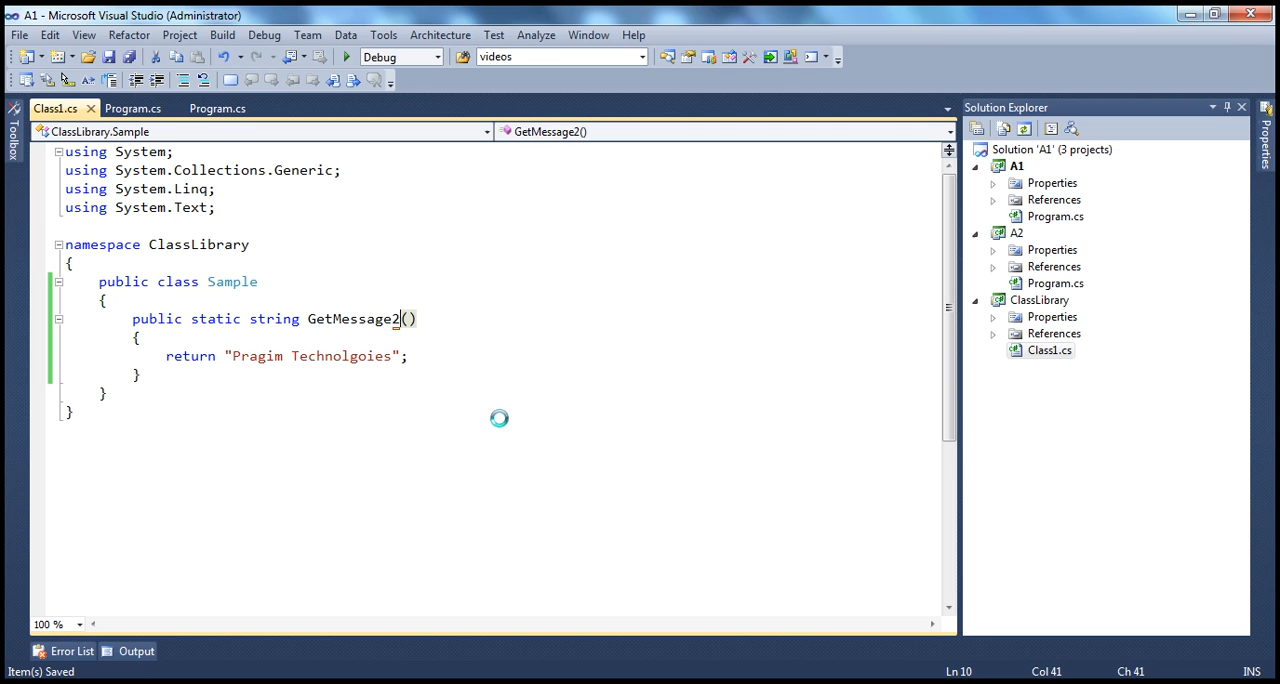 A1 - Microsoft Visual Studio (Administrator)
File Edit View Refactor Project Build Debug Team Data Tools Architecture Test Analyze Window Help
Debug videos
Class1.cs Program.cs Program.cs
ClassLibrary.Sample GetMessage2()
using System;
using System.Collections.Generic;
using System.Linq;
using System.Text;
namespace ClassLibrary
{
public class Sample
{
public static string GetMessage2()
{
return "Pragim Technolgoies";
}
}
}
100 %
Error List Output
Item(s) Saved Ln 10 Col 41 Ch 41 INS
Toolbox
Solution Explorer
Solution 'A1' (3 projects)
A1
Properties
References
Program.cs
A2
Properties
References
Program.cs
ClassLibrary
Properties
References
Class1.cs
Properties